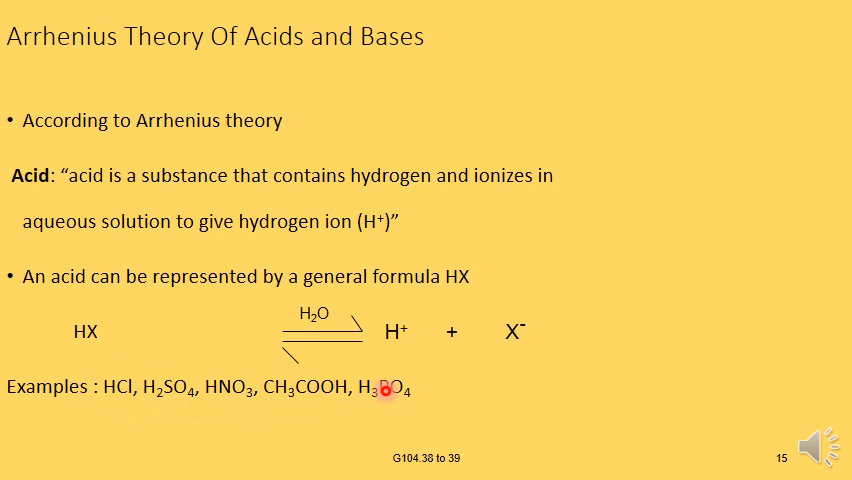 Arrhenius Theory Of Acids and Bases
• According to Arrhenius theory
Acid: “acid is a substance that contains hydrogen and ionizes in
aqueous solution to give hydrogen ion (H⁺)”
• An acid can be represented by a general formula HX
H₂O
HX H⁺ + X⁻
Examples : HCl, H₂SO₄, HNO₃, CH₃COOH, H₃PO₄
G104.38 to 39 15